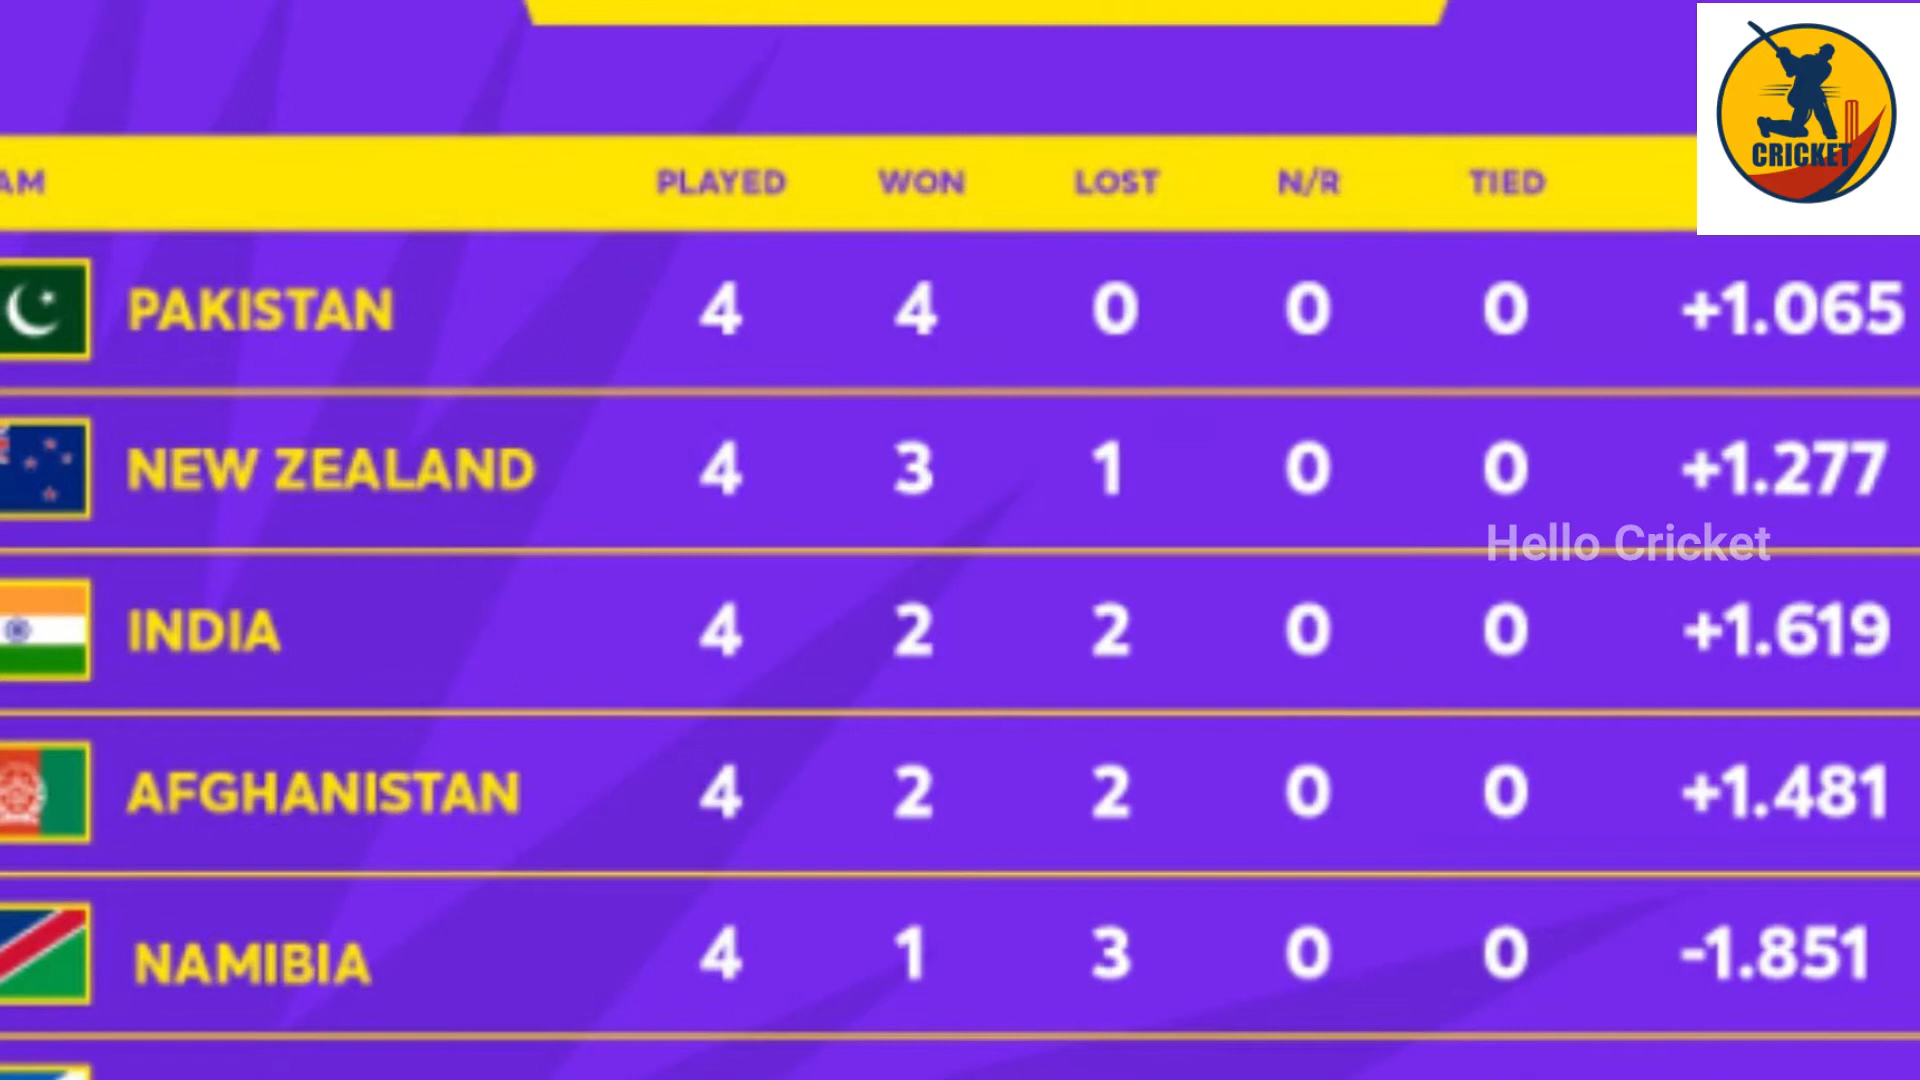 AM PLAYED WON LOST N/R TIED
CRICKET
PAKISTAN 4 4 0 0 0 +1.065
NEW ZEALAND 4 3 1 0 0 +1.277
Hello Cricket
INDIA 4 2 2 0 0 +1.619
AFGHANISTAN 4 2 2 0 0 +1.481
NAMIBIA 4 1 3 0 0 -1.851